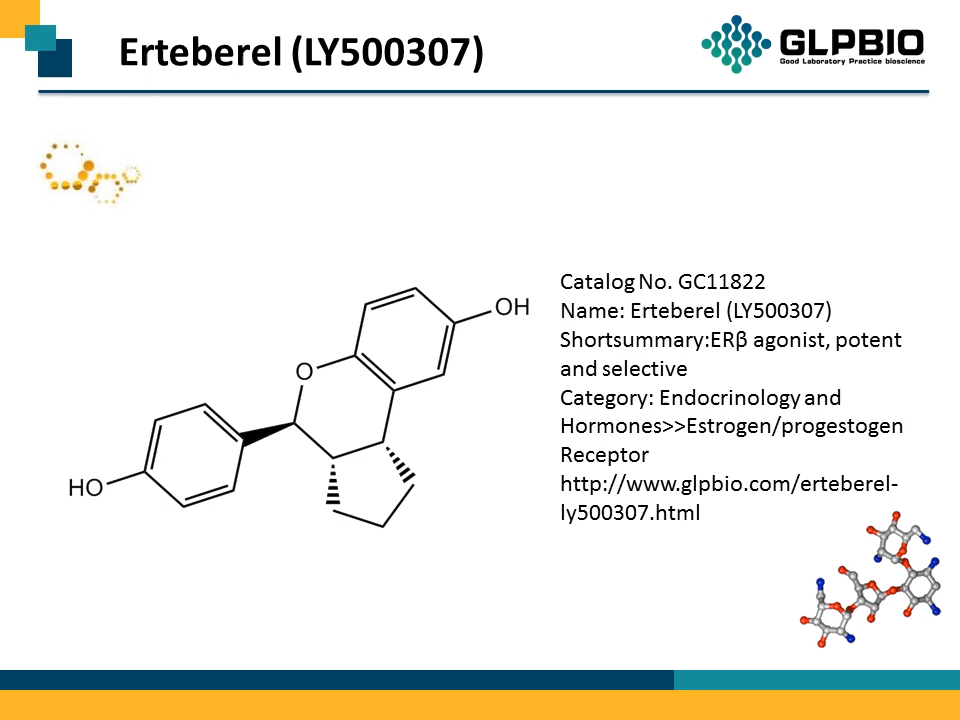 Erteberel (LY500307)
GLPBIO
Good Laboratory Practice bioscience
OH
O
HO
Catalog No. GC11822
Name: Erteberel (LY500307)
Shortsummary:ERβ agonist, potent
and selective
Category: Endocrinology and
Hormones>>Estrogen/progestogen
Receptor
http://www.glpbio.com/erteberel-
ly500307.html